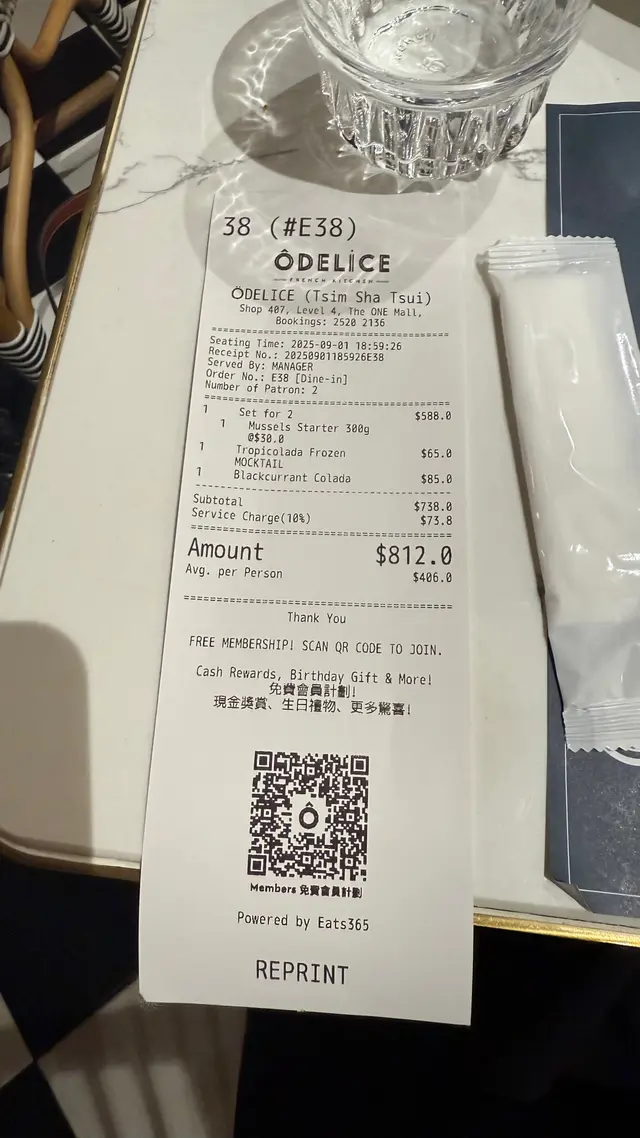 38 (#E38)
ÔDELICE
FRENCH KITCHEN
ÖDELICE (Tsim Sha Tsui)
Shop 407, Level 4, The ONE Mall,
Bookings: 2520 2136
Seating Time: 2025-09-01 18:59:26
Receipt No.: 20250901185926E38
Served By: MANAGER
Order No.: E38 [Dine-in]
Number of Patron: 2
1 Set for 2 $588.0
1 Mussels Starter 300g
@$30.0
1 Tropicolada Frozen $65.0
MOCKTAIL
1 Blackcurrant Colada $85.0
Subtotal $738.0
Service Charge(10%) $73.8
Amount $812.0
Avg. per Person $406.0
Thank You
FREE MEMBERSHIP! SCAN QR CODE TO JOIN.
Cash Rewards, Birthday Gift & More!
免費會員計劃!
現金獎賞、生日禮物、更多驚喜!
Ô
Members 免費會員計劃
Powered by Eats365
REPRINT